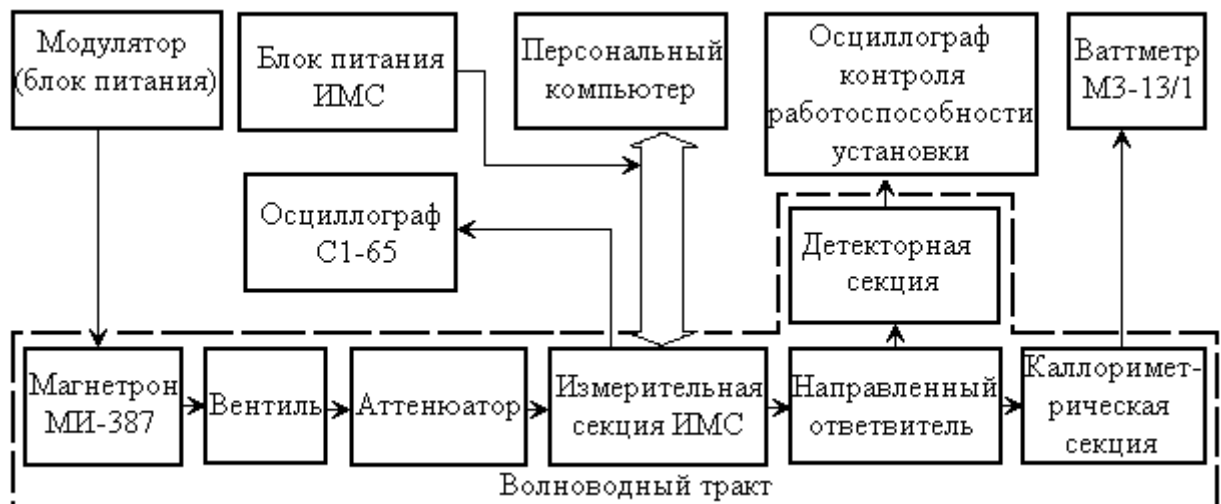 Модулятор
(блок питания)
Блок питания
ИМС
Персональный
компьютер
Осциллограф
контроля
работоспособности
установки
Ваттметр
М3-13/1
Осциллограф
С1-65
Детекторная
секция
Магнетрон
МИ-387
Вентиль
Аттенюатор
Измерительная
секция ИМС
Направленный
ответвитель
Каллоримет-
рическая
секция
Волноводный тракт